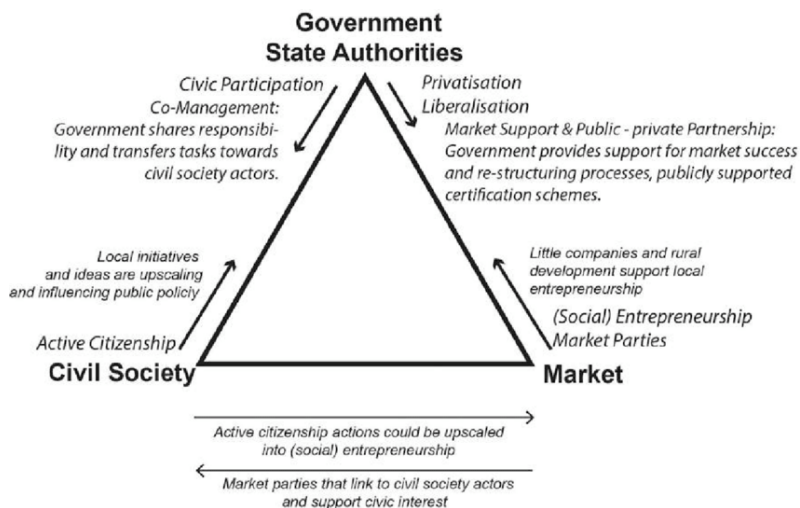 Government
State Authorities
Civic Participation
Co-Management:
Government shares responsibi-
lity and transfers tasks towards
civil society actors.
Privatisation
Liberalisation
Market Support & Public - private Partnership:
Government provides support for market success
and re-structuring processes, publicly supported
certification schemes.
Local initiatives
and ideas are upscaling
and influencing public policiy
Little companies and rural
development support local
entrepreneurship
Active Citizenship
(Social) Entrepreneurship
Market Parties
Civil Society
Market
Active citizenship actions could be upscaled
into (social) entrepreneurship
Market parties that link to civil society actors
and support civic interest